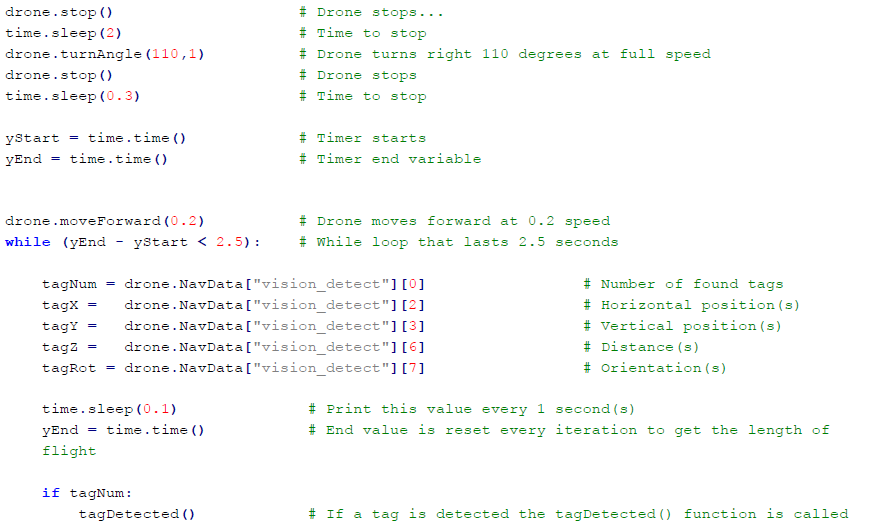 drone.stop() # Drone stops...
time.sleep(2) # Time to stop
drone.turnAngle(110,1) # Drone turns right 110 degrees at full speed
drone.stop() # Drone stops
time.sleep(0.3) # Time to stop
yStart = time.time() # Timer starts
yEnd = time.time() # Timer end variable
drone.moveForward(0.2) # Drone moves forward at 0.2 speed
while (yEnd - yStart < 2.5): # While loop that lasts 2.5 seconds
tagNum = drone.NavData["vision_detect"][0] # Number of found tags
tagX = drone.NavData["vision_detect"][2] # Horizontal position(s)
tagY = drone.NavData["vision_detect"][3] # Vertical position(s)
tagZ = drone.NavData["vision_detect"][6] # Distance(s)
tagRot = drone.NavData["vision_detect"][7] # Orientation(s)
time.sleep(0.1) # Print this value every 1 second(s)
yEnd = time.time() # End value is reset every iteration to get the length of
flight
if tagNum:
tagDetected() # If a tag is detected the tagDetected() function is called